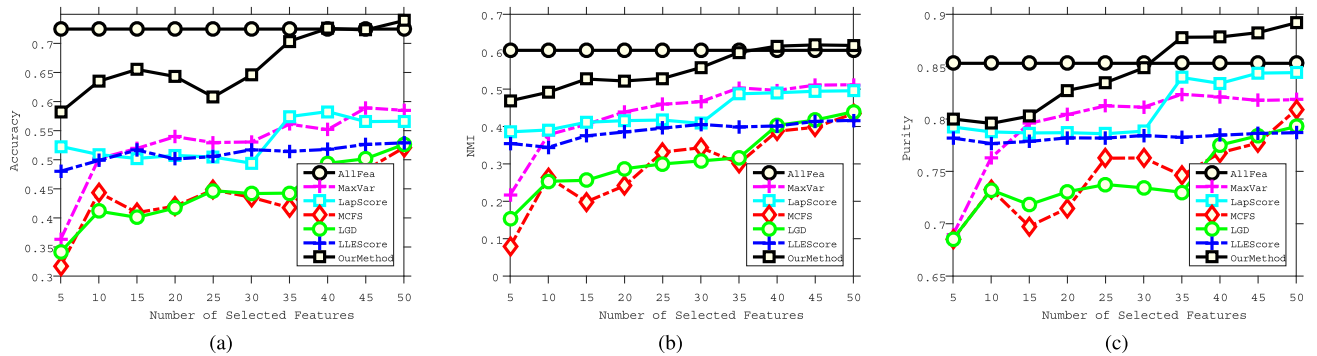 Accuracy
0.7
0.65
0.6
0.55
0.5
0.45
0.4
0.35
0.3
5 10 15 20 25 30 35 40 45 50
Number of Selected Features
AllFea
MaxVar
LapScore
MCFS
LGD
LLEScore
OurMethod
(a)
NMI
0.7
0.6
0.5
0.4
0.3
0.2
0.1
0
5 10 15 20 25 30 35 40 45 50
Number of Selected Features
AllFea
MaxVar
LapScore
MCFS
LGD
LLEScore
OurMethod
(b)
Purity
0.9
0.85
0.8
0.75
0.7
0.65
5 10 15 20 25 30 35 40 45 50
Number of Selected Features
AllFea
MaxVar
LapScore
MCFS
LGD
LLEScore
OurMethod
(c)